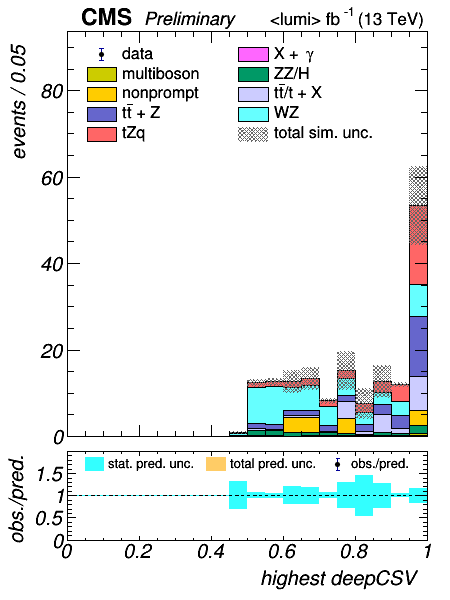 CMS Preliminary <lumi> fb⁻¹ (13 TeV)
events / 0.05
data
X + γ
multiboson
ZZ/H
nonprompt
tt̄/t + X
tt̄ + Z
WZ
tZq
total sim. unc.
80
60
40
20
0
obs./pred.
stat. pred. unc.
total pred. unc.
obs./pred.
1.5
1
0.5
0
0 0.2 0.4 0.6 0.8 1
highest deepCSV